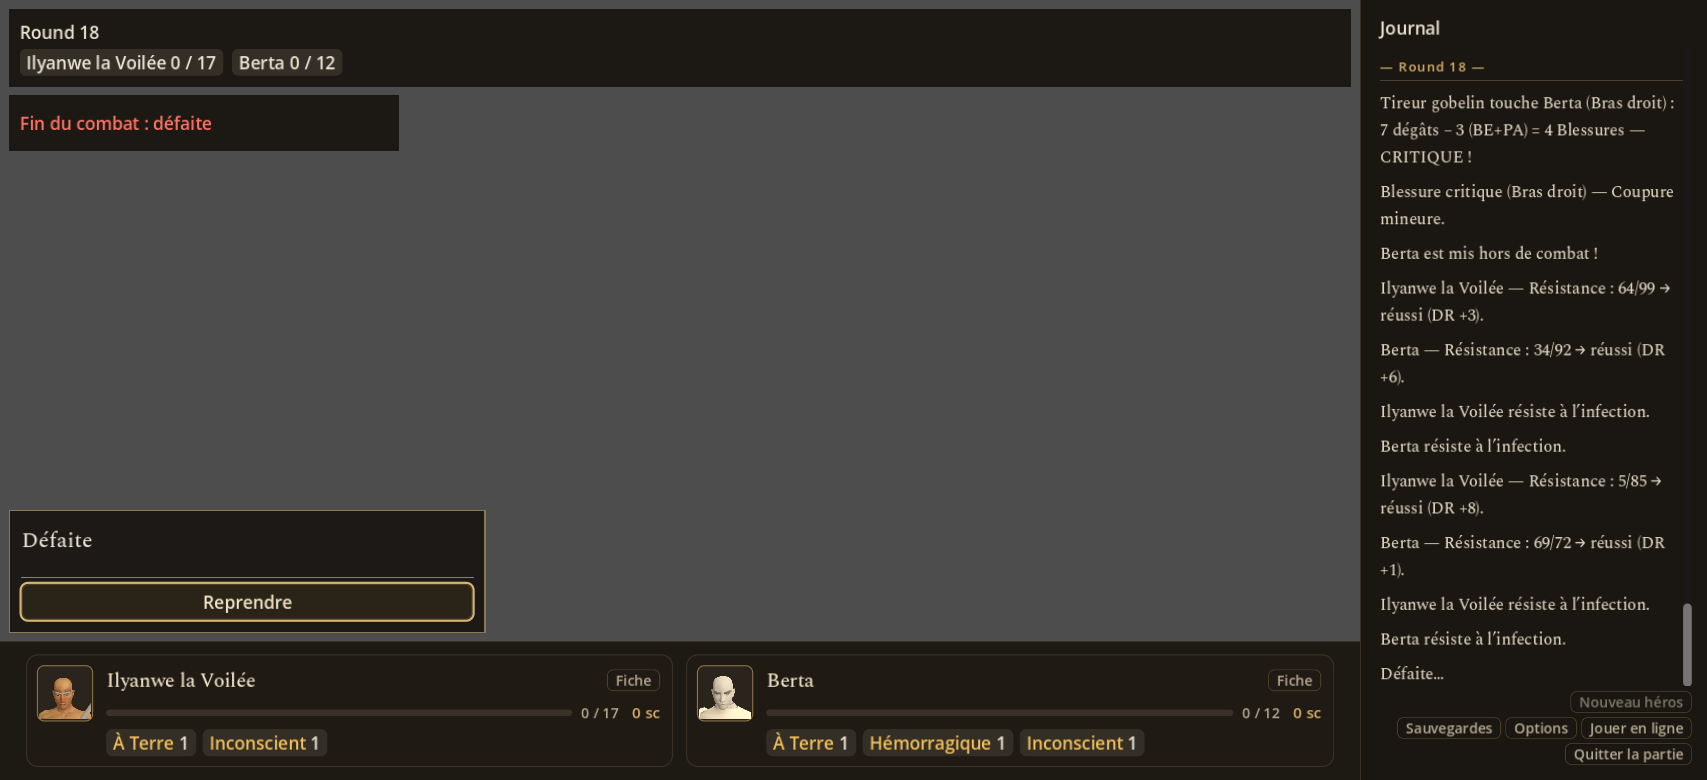 Round 18
Ilyanwe la Voilée 0 / 17 Berta 0 / 12
Fin du combat : défaite
Défaite
Reprendre
Ilyanwe la Voilée Fiche
0 / 17 0 sc
À Terre 1 Inconscient 1
Berta Fiche
0 / 12 0 sc
À Terre 1 Hémorragique 1 Inconscient 1
Journal
— Round 18 —
Tireur gobelin touche Berta (Bras droit) :
7 dégâts − 3 (BE+PA) = 4 Blessures —
CRITIQUE !
Blessure critique (Bras droit) — Coupure
mineure.
Berta est mis hors de combat !
Ilyanwe la Voilée — Résistance : 64/99 →
réussi (DR +3).
Berta — Résistance : 34/92 → réussi (DR
+6).
Ilyanwe la Voilée résiste à l'infection.
Berta résiste à l'infection.
Ilyanwe la Voilée — Résistance : 5/85 →
réussi (DR +8).
Berta — Résistance : 69/72 → réussi (DR
+1).
Ilyanwe la Voilée résiste à l'infection.
Berta résiste à l'infection.
Défaite…
Nouveau héros
Sauvegardes Options Jouer en ligne
Quitter la partie